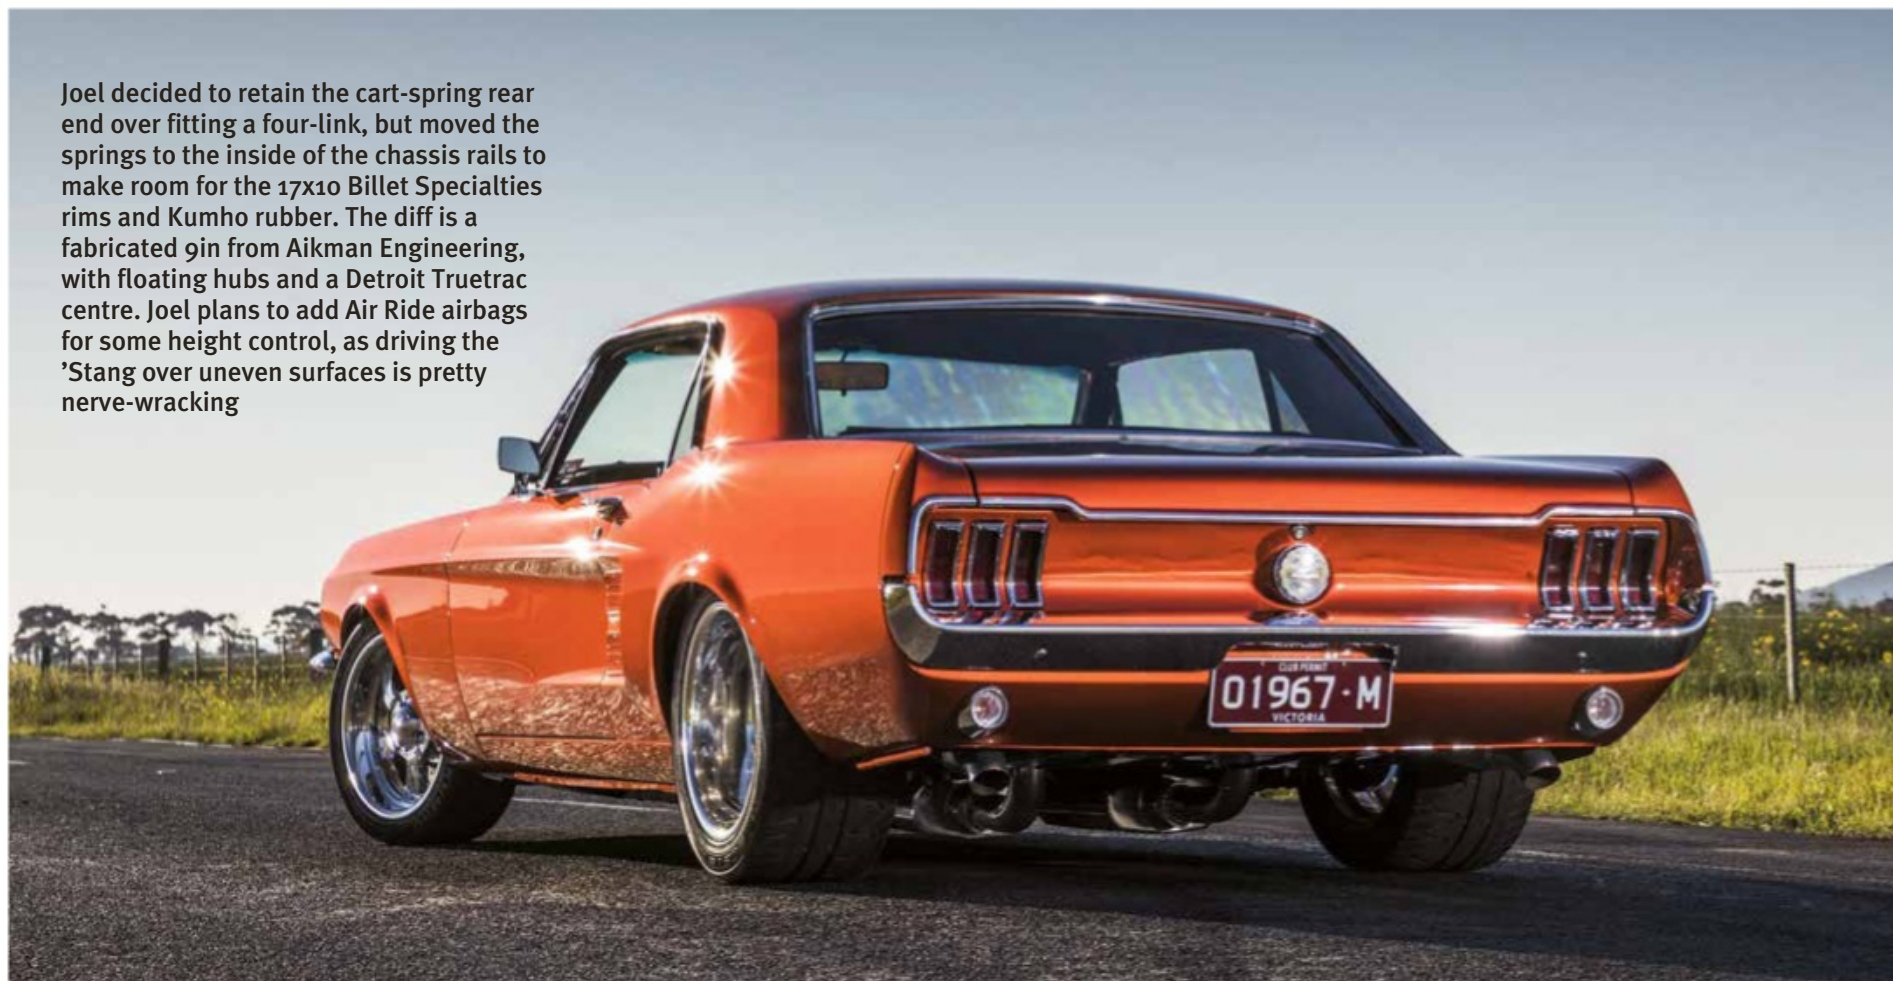 Joel decided to retain the cart-spring rear
end over fitting a four-link, but moved the
springs to the inside of the chassis rails to
make room for the 17x10 Billet Specialties
rims and Kumho rubber. The diff is a
fabricated 9in from Aikman Engineering,
with floating hubs and a Detroit Truetrac
centre. Joel plans to add Air Ride airbags
for some height control, as driving the
’Stang over uneven surfaces is pretty
nerve-wracking
CLUB PERMIT
01967·M
VICTORIA